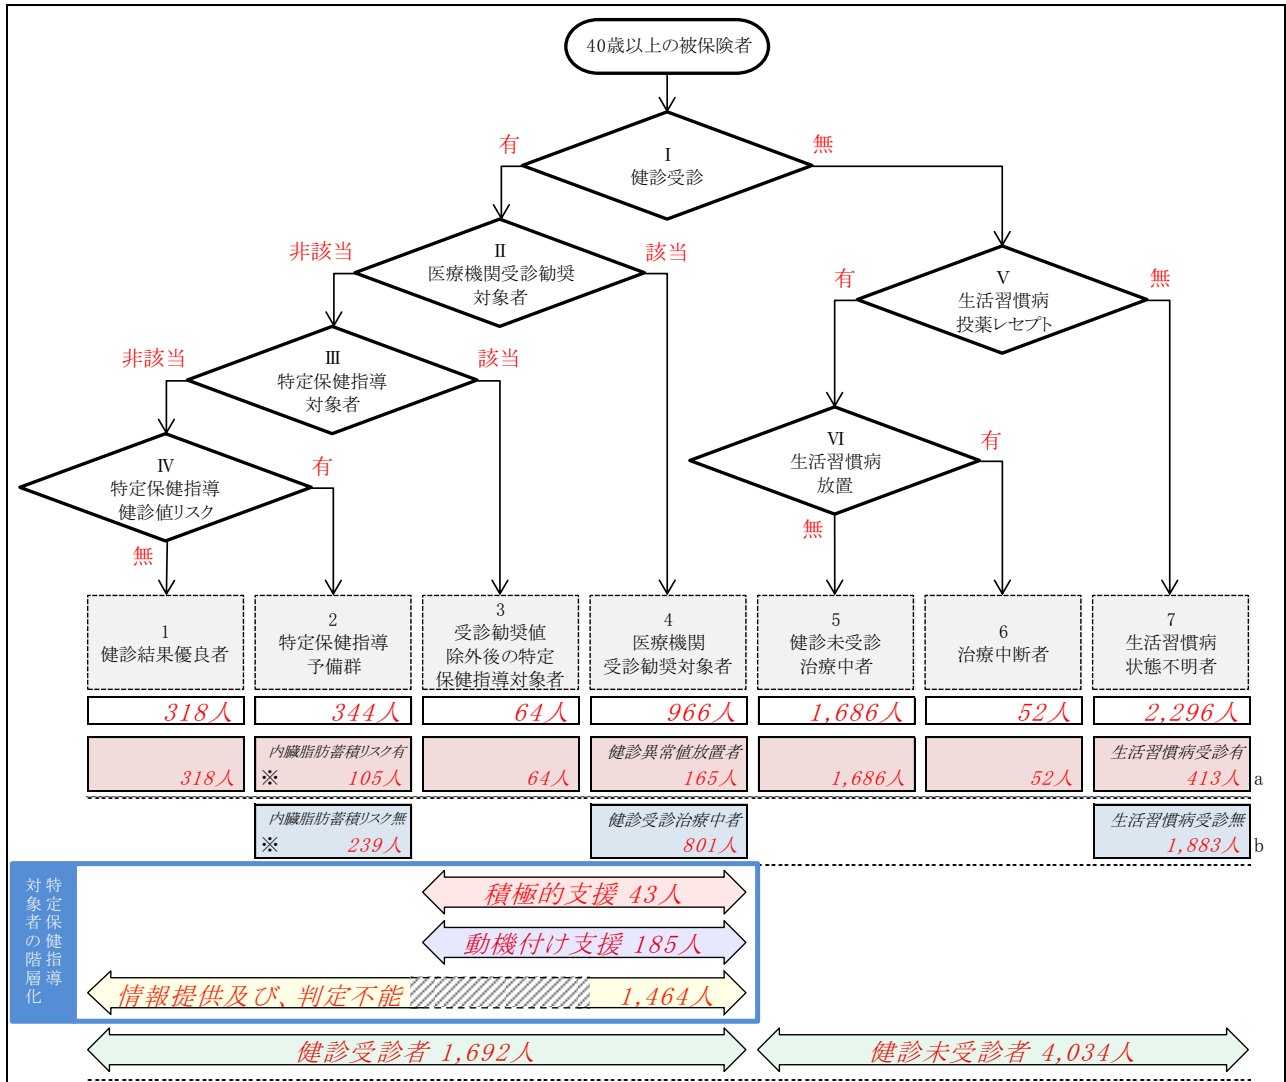 40歳以上の被保険者
有
Ⅰ
健診受診
無
非該当
Ⅱ
医療機関受診勧奨
対象者
該当
有
Ⅴ
生活習慣病
投薬レセプト
無
非該当
Ⅲ
特定保健指導
対象者
該当
Ⅳ
特定保健指導
健診値リスク
有
無
Ⅵ
生活習慣病
放置
有
無
1
健診結果優良者
2
特定保健指導
予備群
3
受診勧奨値
除外後の特定
保健指導対象者
4
医療機関
受診勧奨対象者
5
健診未受診
治療中者
6
治療中断者
7
生活習慣病
状態不明者
318人
344人
64人
966人
1,686人
52人
2,296人
318人
内臓脂肪蓄積リスク有
※ 105人
64人
健診異常値放置者
165人
1,686人
52人
生活習慣病受診有
413人
a
内臓脂肪蓄積リスク無
※ 239人
健診受診治療中者
801人
生活習慣病受診無
1,883人
b
特定保健指導
対象者の階層化
積極的支援 43人
動機付け支援 185人
情報提供及び、判定不能 1,464人
健診受診者 1,692人
健診未受診者 4,034人